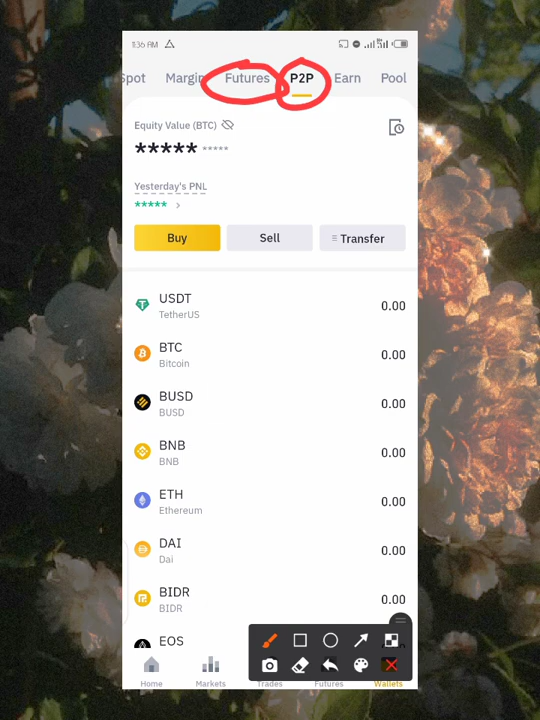 1:36 AM
Spot Margin Futures P2P Earn Pool
Equity Value (BTC)
***** *****
Yesterday's PNL
***** >
Buy Sell Transfer
USDT 0.00
TetherUS
BTC 0.00
Bitcoin
BUSD 0.00
BUSD
BNB 0.00
BNB
ETH 0.00
Ethereum
DAI 0.00
Dai
BIDR 0.00
BIDR
EOS
Home Markets Trades Futures Wallets